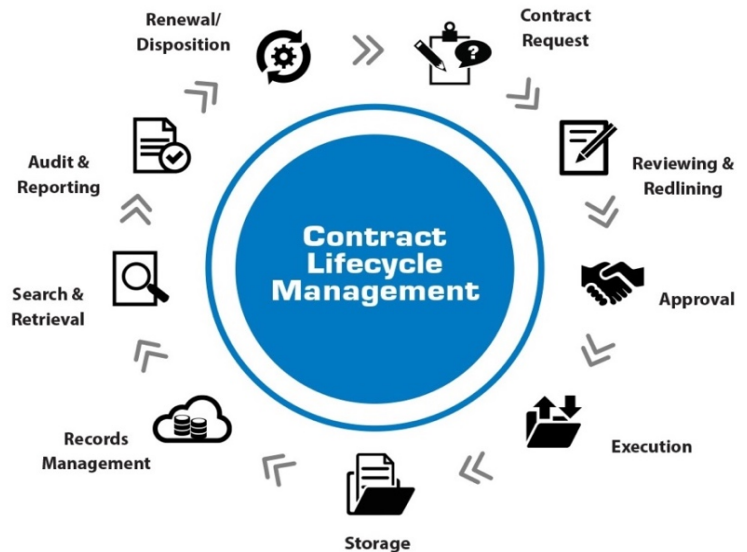 Contract
Lifecycle
Management
Contract
Request
Reviewing &
Redlining
Approval
Execution
Storage
Records
Management
Search &
Retrieval
Audit &
Reporting
Renewal/
Disposition